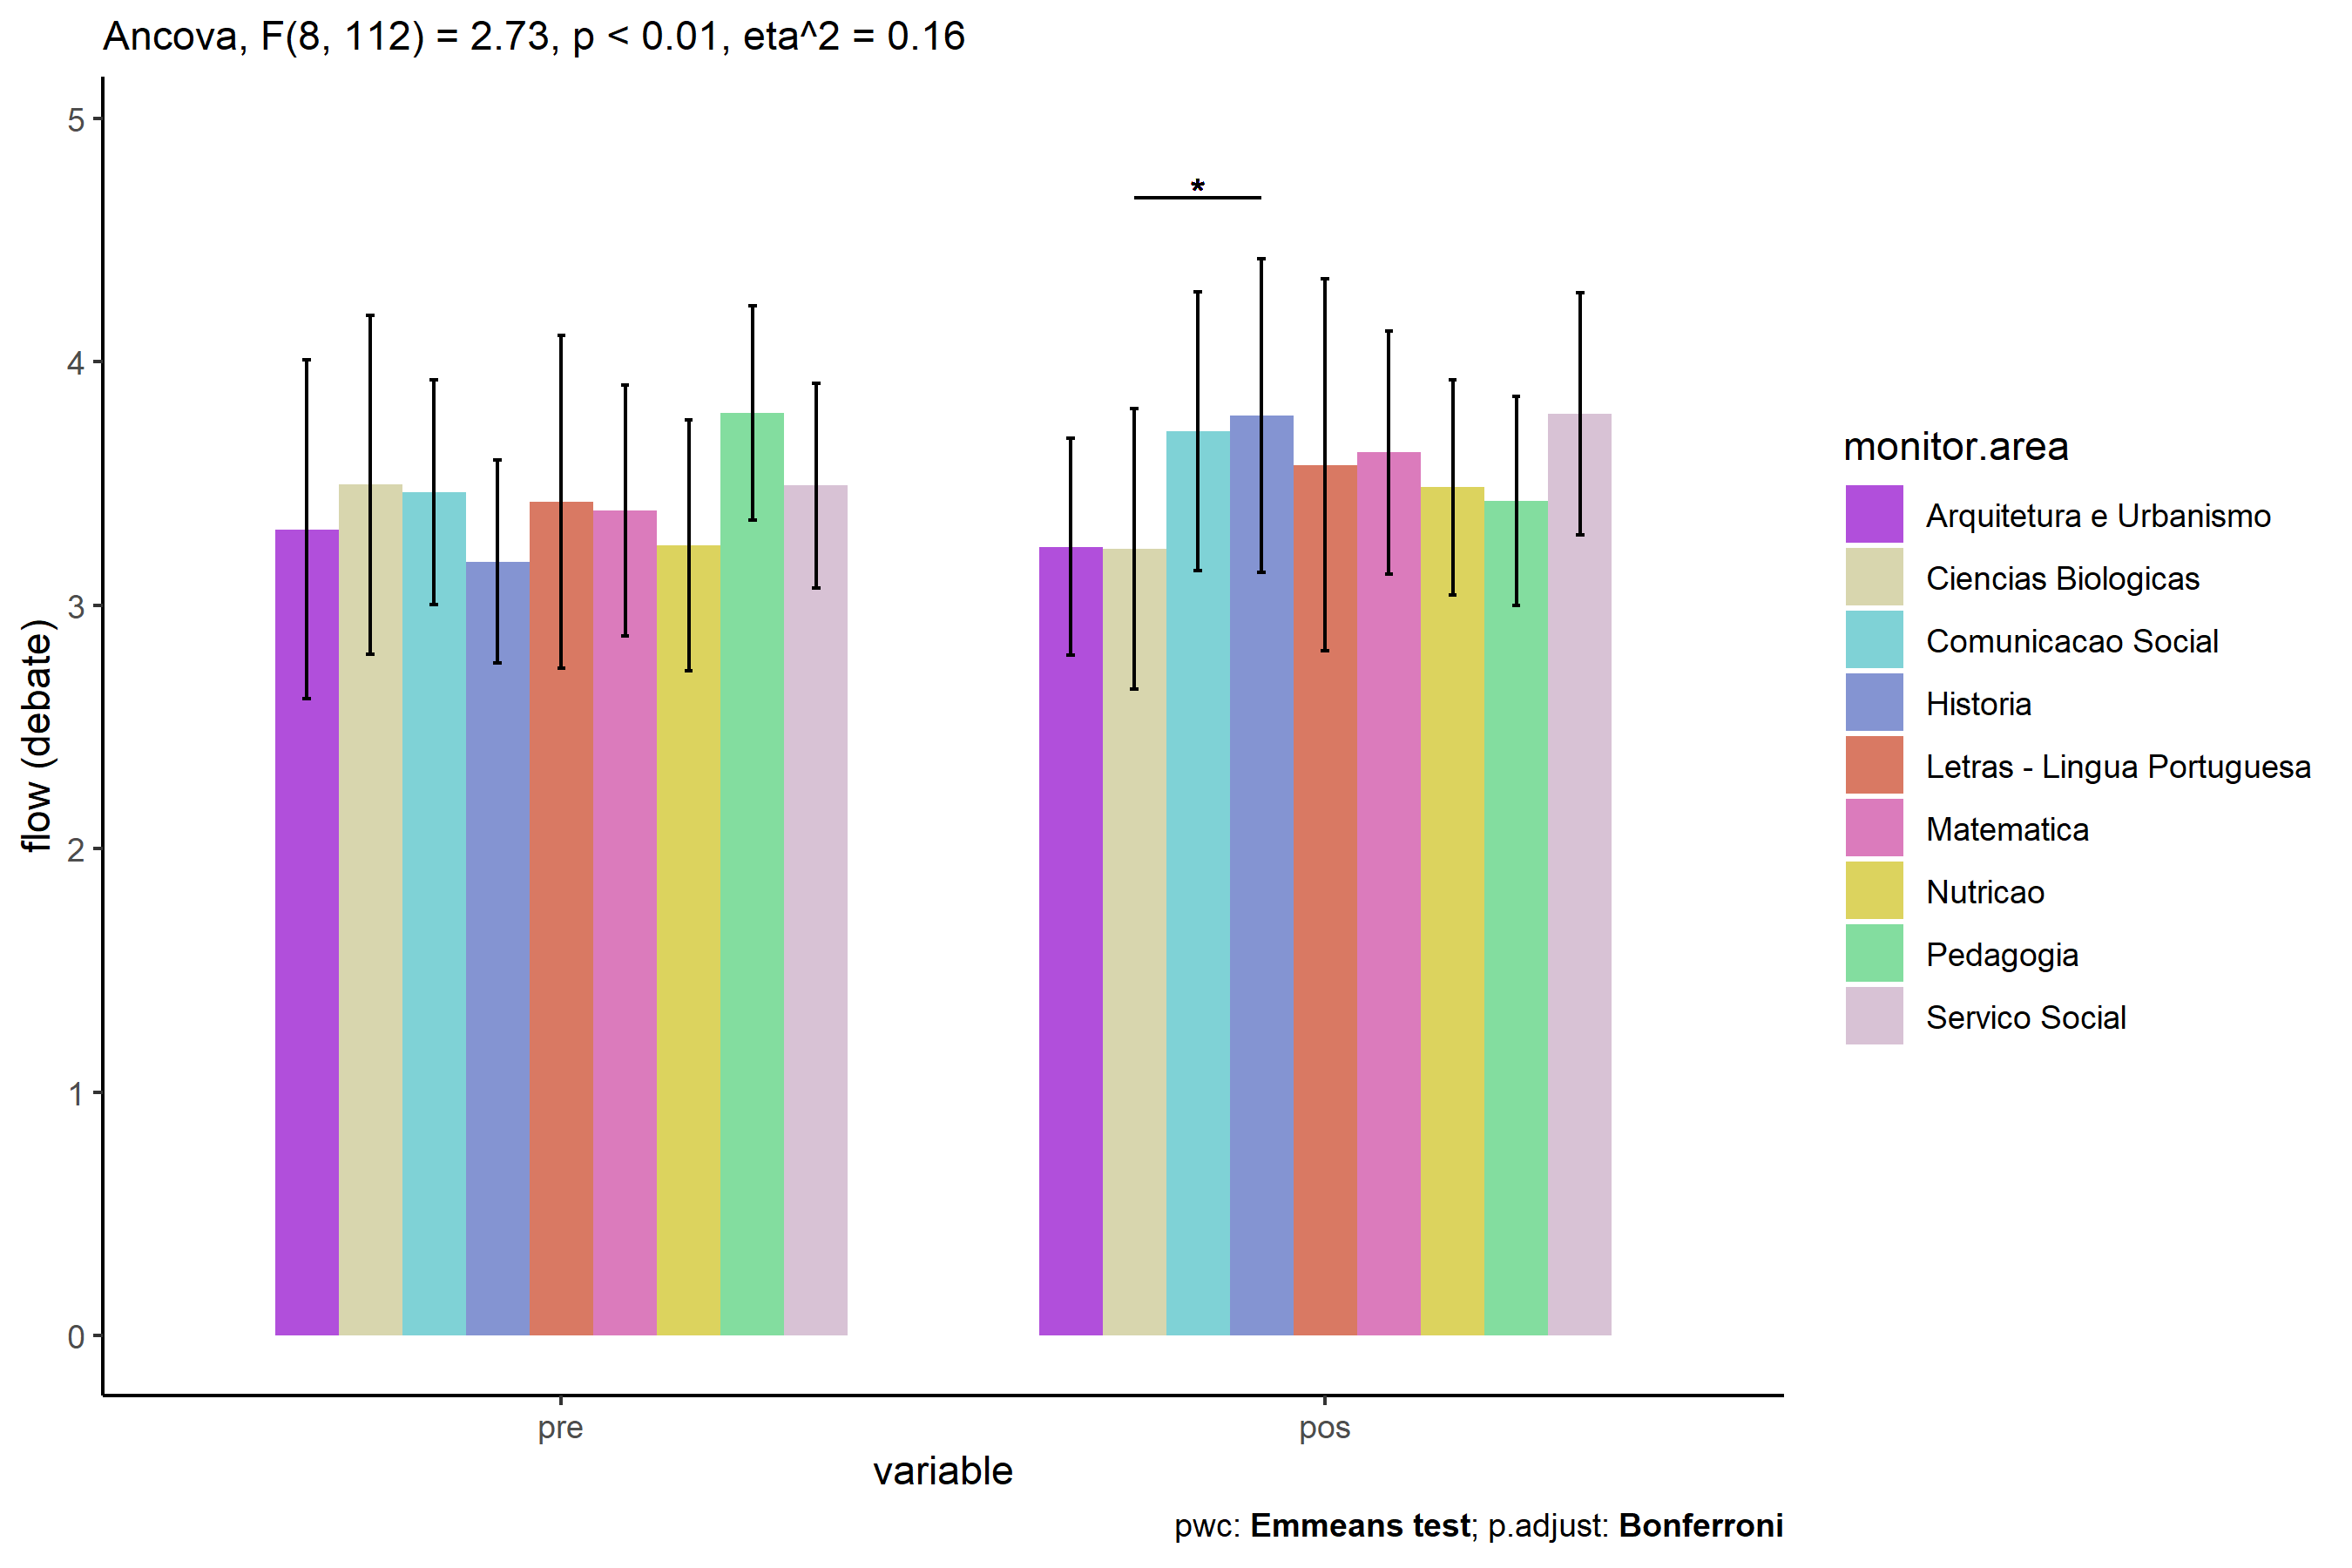 Ancova, F(8, 112) = 2.73, p < 0.01, eta^2 = 0.16
5
4
3
2
1
0
flow (debate)
*
pre
pos
variable
monitor.area
Arquitetura e Urbanismo
Ciencias Biologicas
Comunicacao Social
Historia
Letras - Lingua Portuguesa
Matematica
Nutricao
Pedagogia
Servico Social
pwc: Emmeans test; p.adjust: Bonferroni